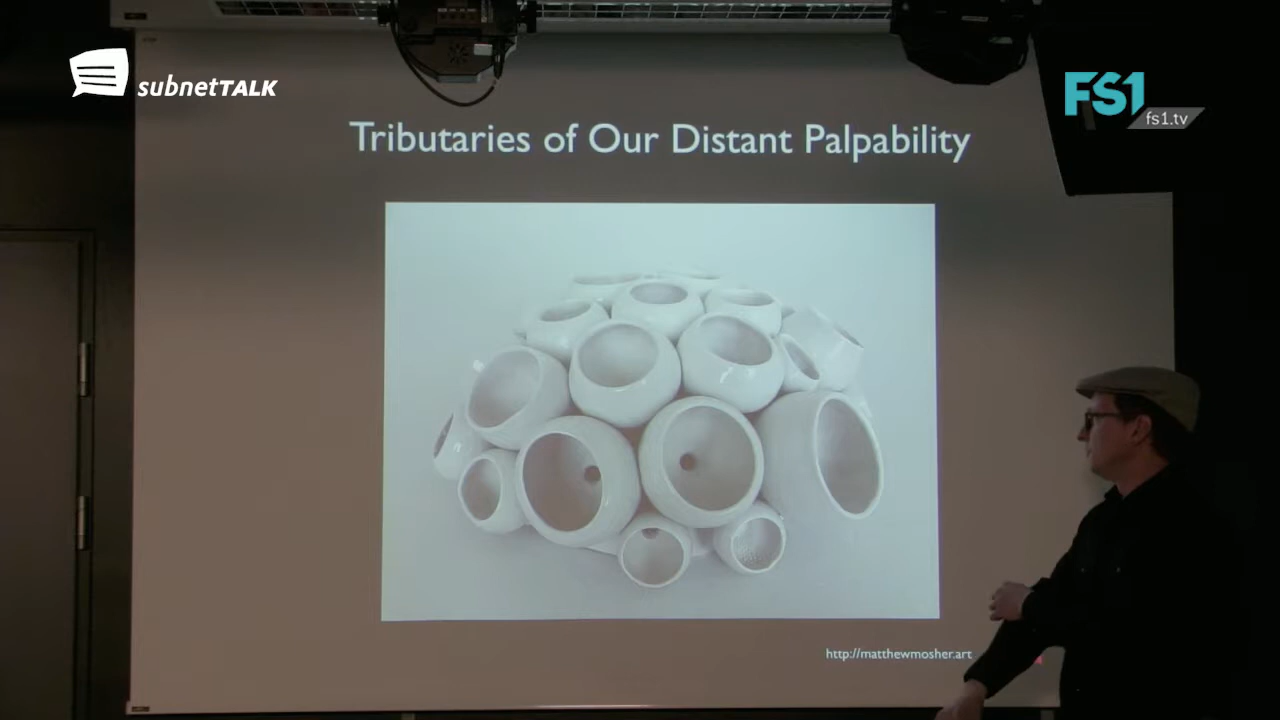 subnetTALK
FS1
fs1.tv
Tributaries of Our Distant Palpability
http://matthewmosher.art